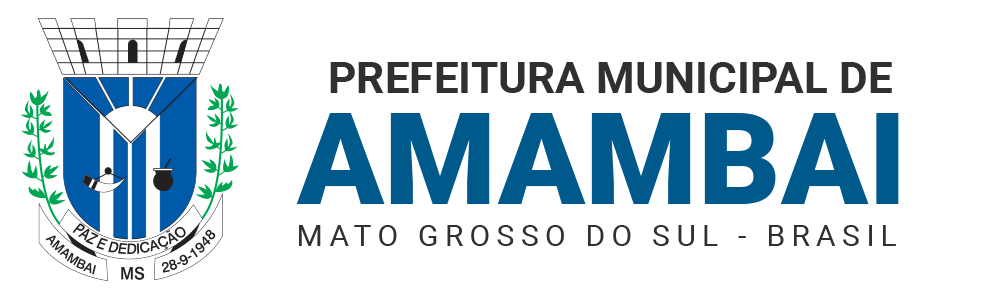 PAZ E DEDICAÇÃO
AMAMBAI
MS
28-9-1948
PREFEITURA MUNICIPAL DE
AMAMBAI
MATO GROSSO DO SUL - BRASIL